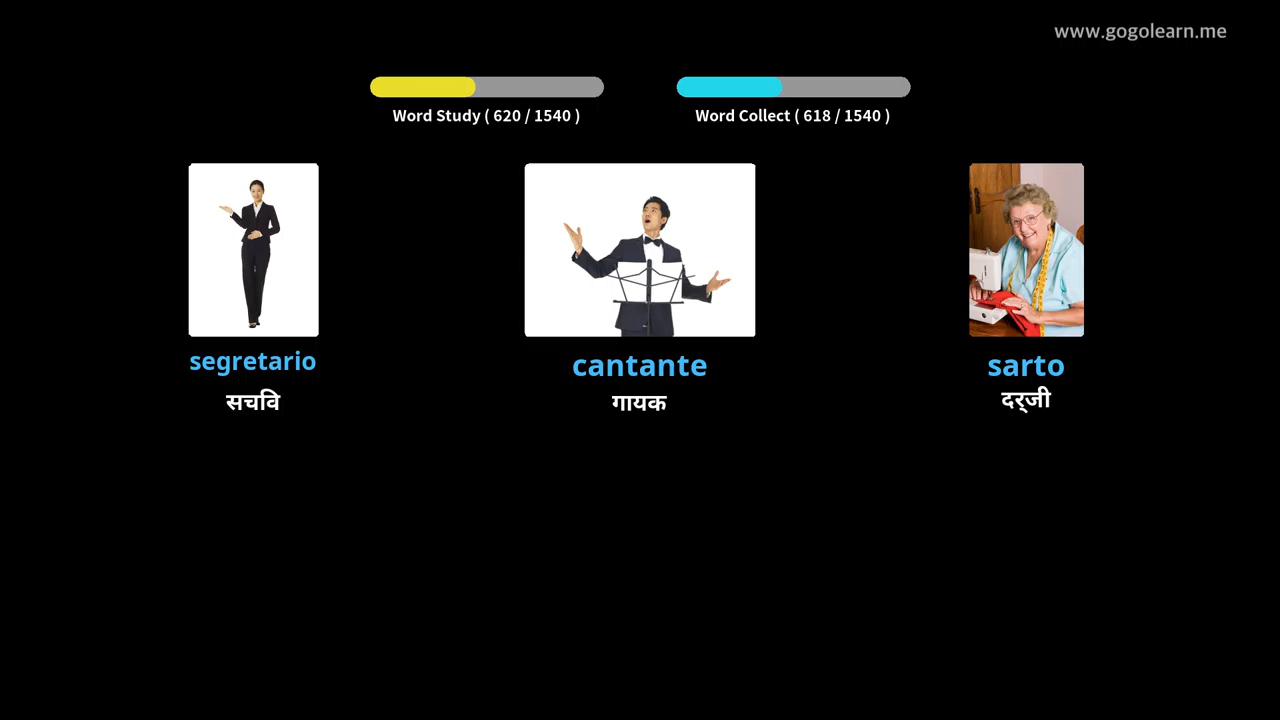 www.gogolearn.me
Word Study ( 620 / 1540 )
Word Collect ( 618 / 1540 )
segretario
cantante
sarto
सचिव
गायक
दर्जी